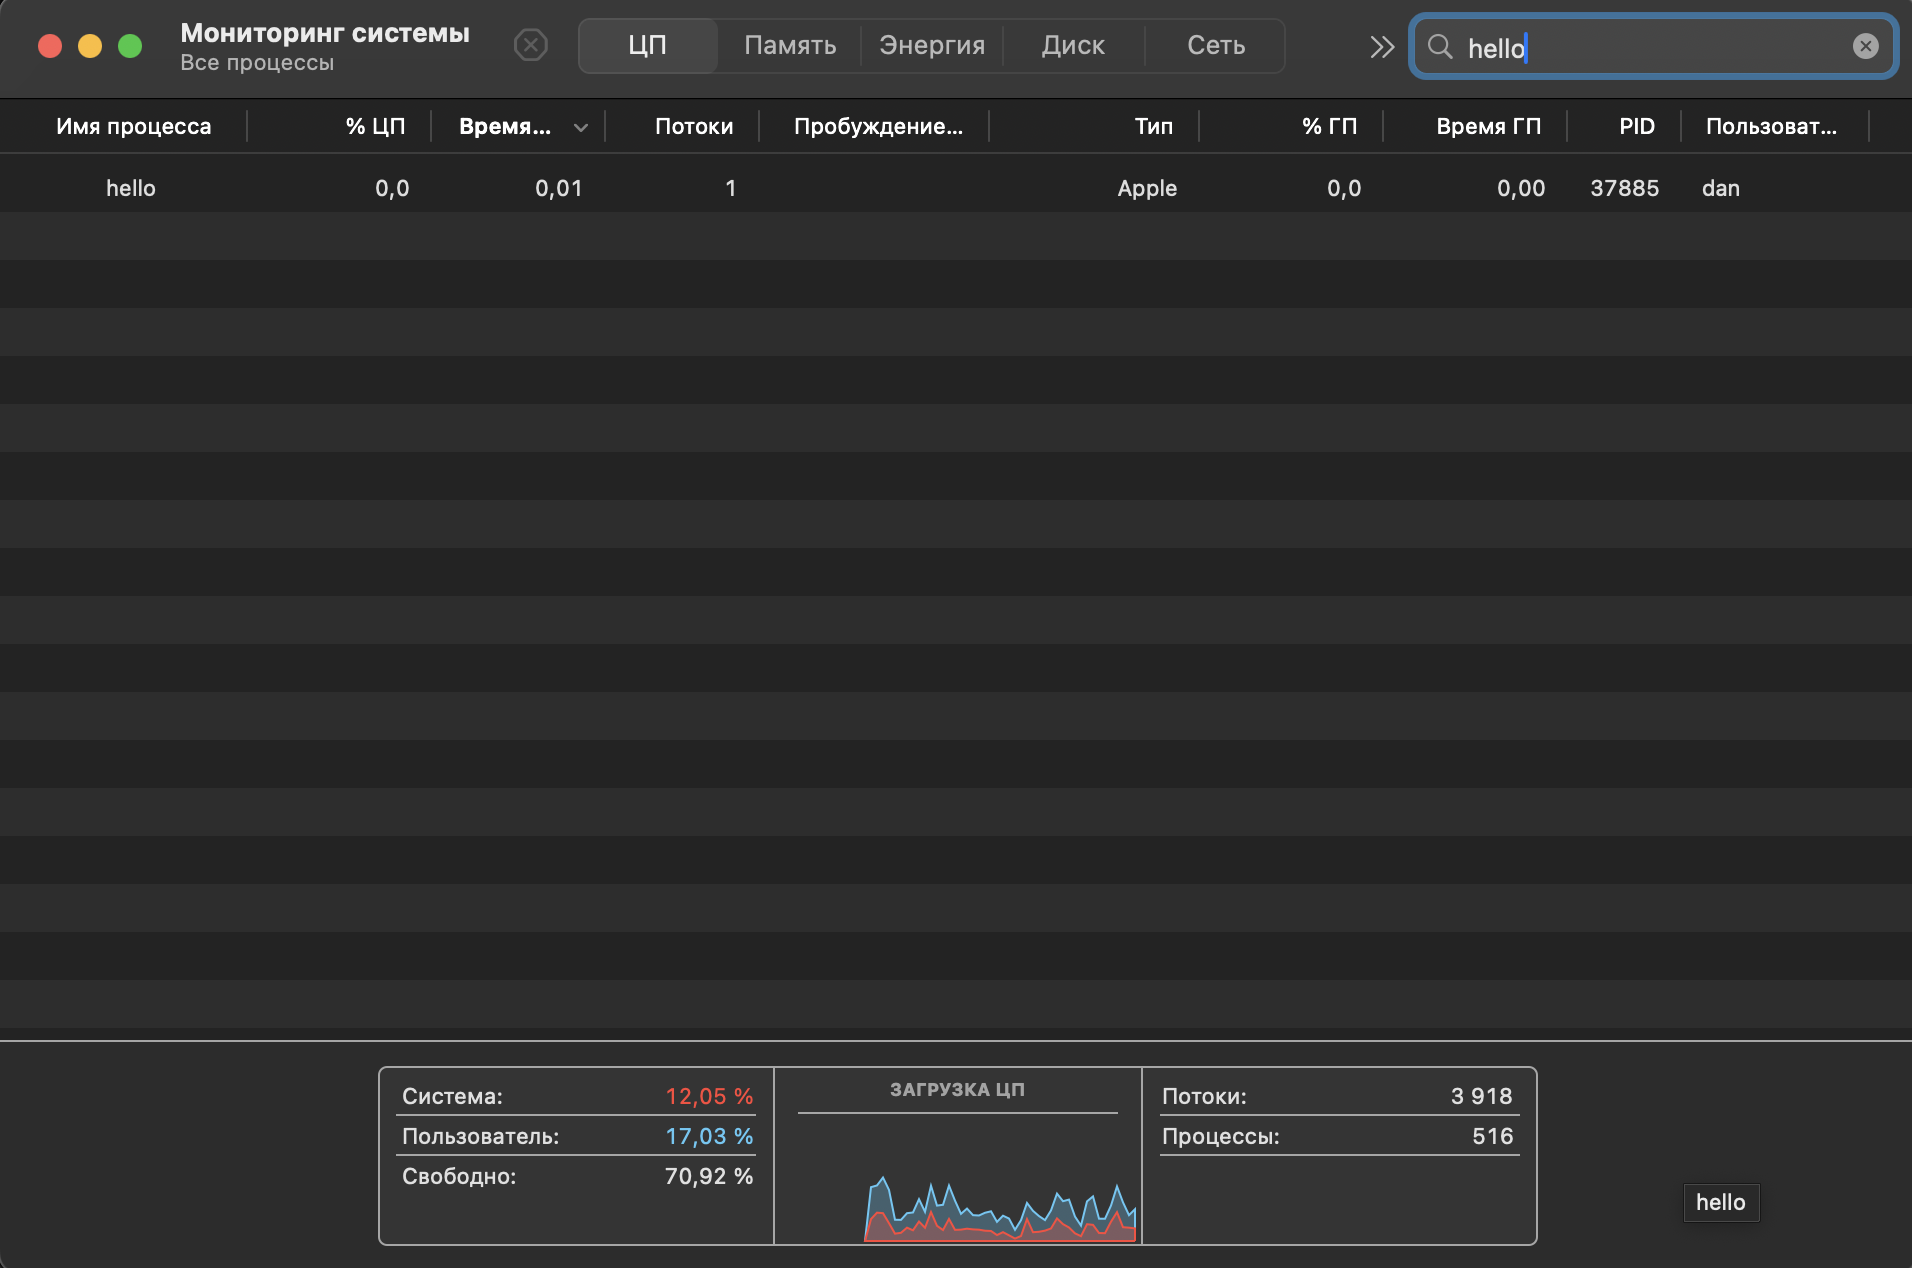 Мониторинг системы
Все процессы
ЦП Память Энергия Диск Сеть
hello
Имя процесса % ЦП Время... Потоки Пробуждение... Тип % ГП Время ГП PID Пользоват...
hello 0,0 0,01 1 Apple 0,0 0,00 37885 dan
Система: 12,05 %
Пользователь: 17,03 %
Свободно: 70,92 %
ЗАГРУЗКА ЦП
Потоки: 3 918
Процессы: 516
hello